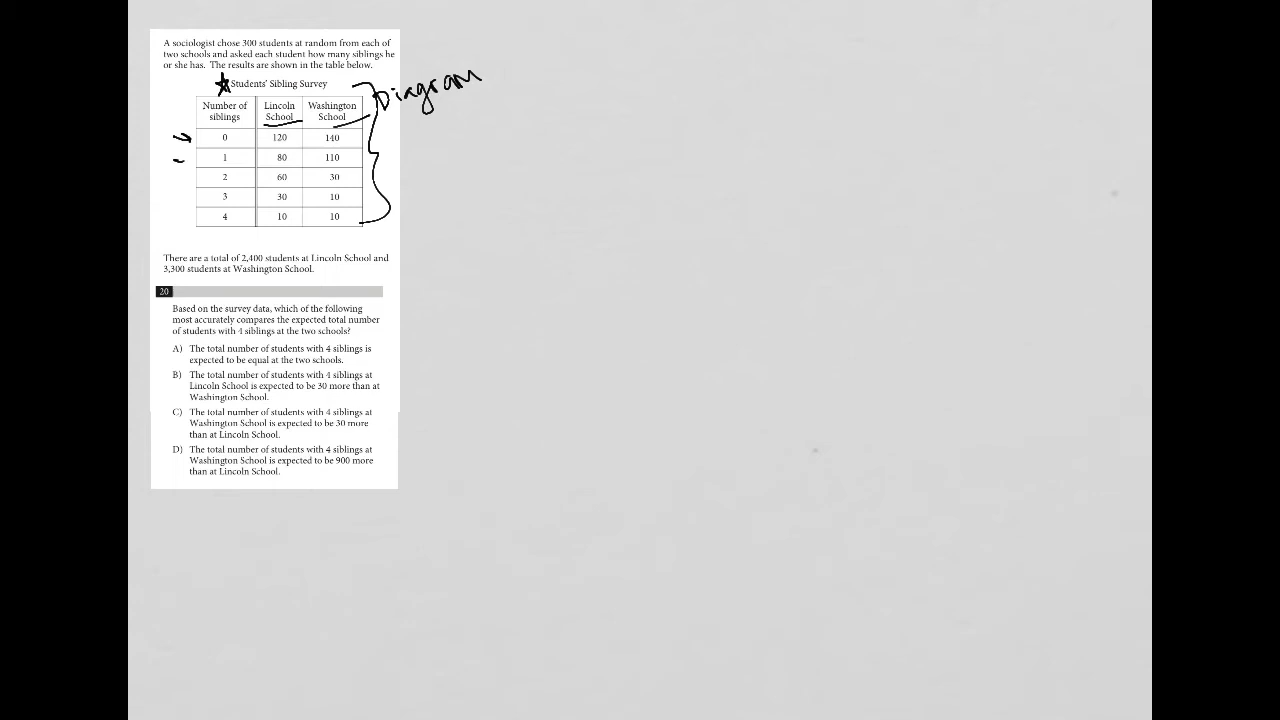 A sociologist chose 300 students at random from each of
two schools and asked each student how many siblings he
or she has. The results are shown in the table below.
Students' Sibling Survey
Diagram
Number of siblings Lincoln School Washington School
0 120 140
1 80 110
2 60 30
3 30 10
4 10 10
There are a total of 2,400 students at Lincoln School and
3,300 students at Washington School.
20
Based on the survey data, which of the following
most accurately compares the expected total number
of students with 4 siblings at the two schools?
A) The total number of students with 4 siblings is
expected to be equal at the two schools.
B) The total number of students with 4 siblings at
Lincoln School is expected to be 30 more than at
Washington School.
C) The total number of students with 4 siblings at
Washington School is expected to be 30 more
than at Lincoln School.
D) The total number of students with 4 siblings at
Washington School is expected to be 900 more
than at Lincoln School.